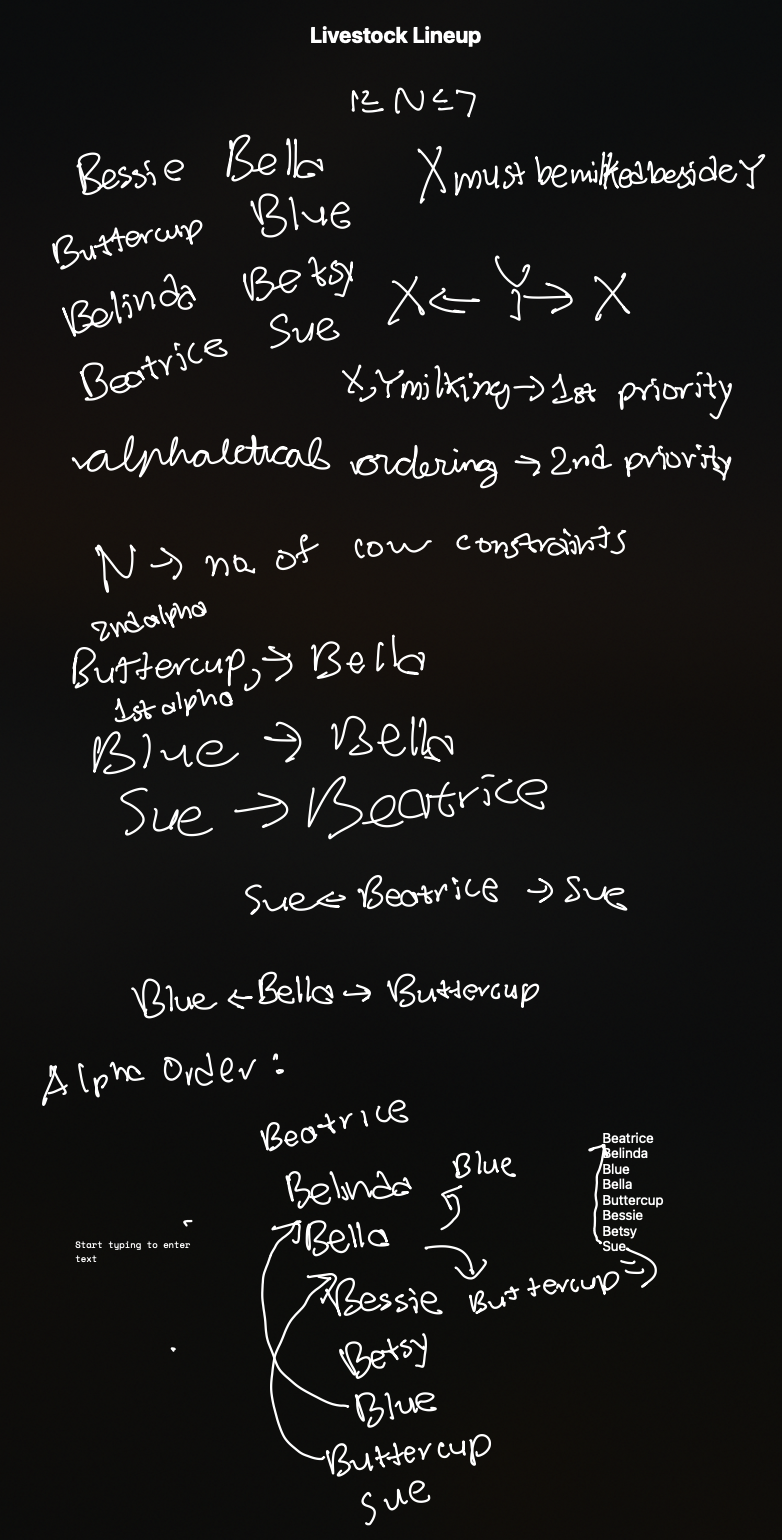 Livestock Lineup
1 ≤ N ≤ 7
Bessie Bella
X must be milked beside Y
Buttercup Blue
Belinda Betsy
X ← Y → X
Beatrice Sue
X,Y milking → 1st priority
alphabetical ordering → 2nd priority
N → no. of cow constraints
2nd alpha
Buttercup, → Bella
1st alpha
Blue → Bella
Sue → Beatrice
Sue ← Beatrice → Sue
Blue ← Bella → Buttercup
Alpha Order:
Beatrice
Belinda
Blue
Bella
Bessie
Buttercup
Betsy
Blue
Buttercup
Sue
Beatrice
Belinda
Blue
Bella
Buttercup
Bessie
Betsy
Sue
Start typing to enter
text